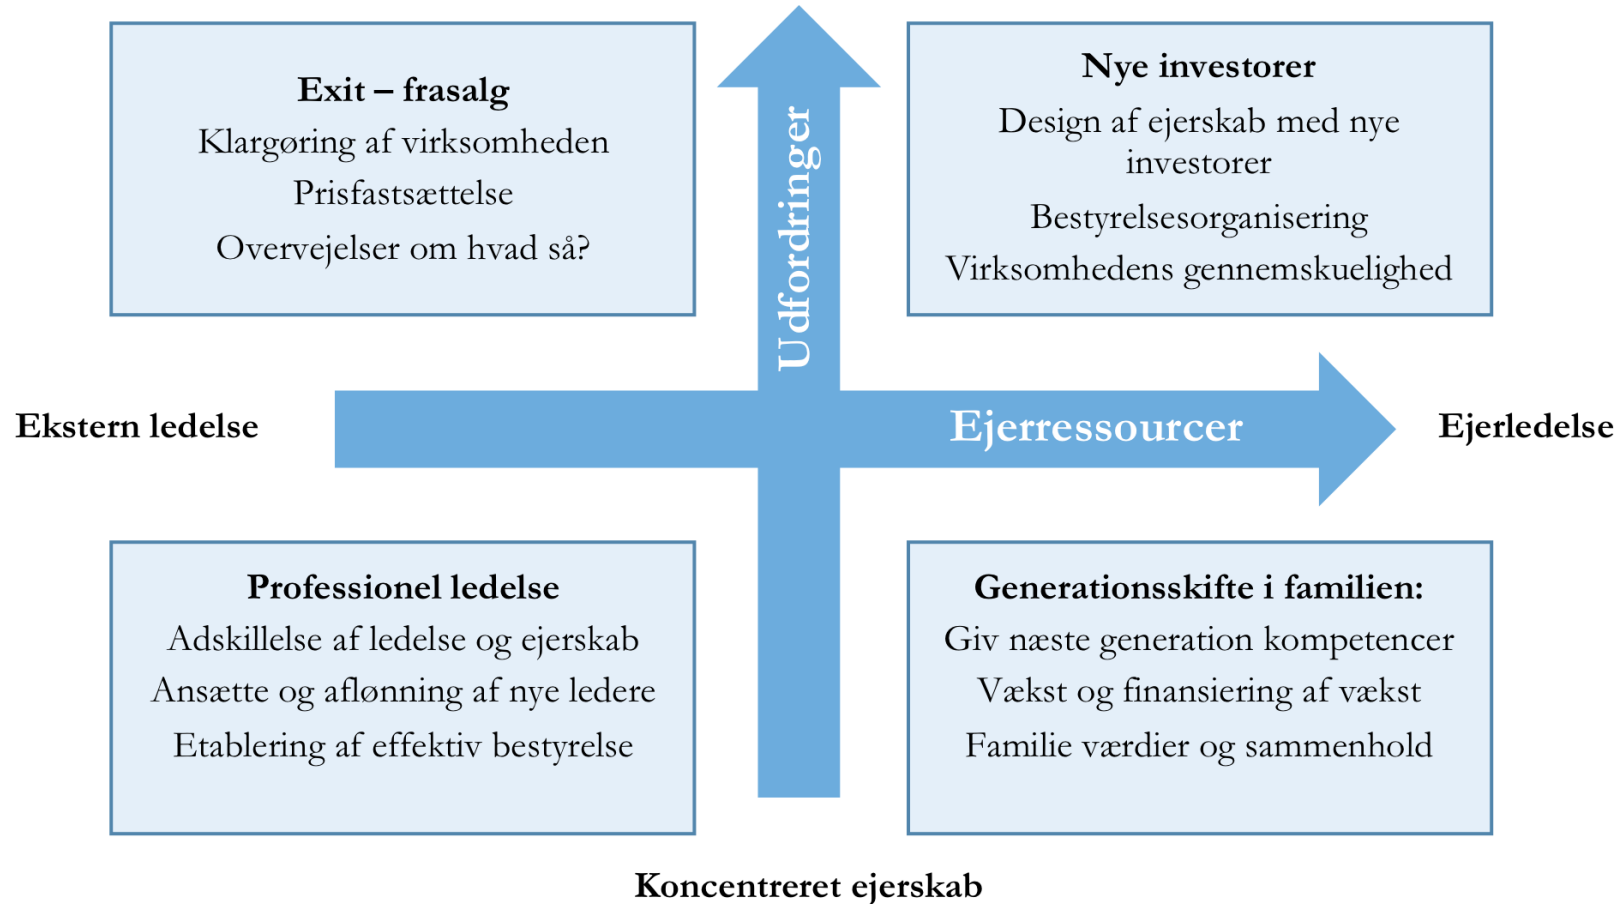 Exit – frasalg
Klargøring af virksomheden
Prisfastsættelse
Overvejelser om hvad så?
Udfordringer
Nye investorer
Design af ejerskab med nye
investorer
Bestyrelsesorganisering
Virksomhedens gennemskuelighed
Ekstern ledelse
Ejerressourcer
Ejerledelse
Professionel ledelse
Adskillelse af ledelse og ejerskab
Ansætte og aflønning af nye ledere
Etablering af effektiv bestyrelse
Generationsskifte i familien:
Giv næste generation kompetencer
Vækst og finansiering af vækst
Familie værdier og sammenhold
Koncentreret ejerskab